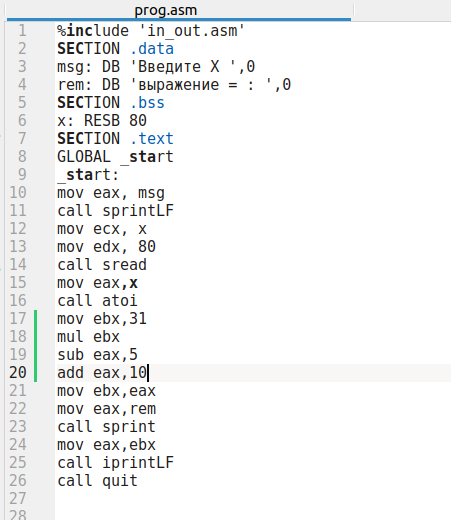 prog.asm
1 %include 'in_out.asm'
2 SECTION .data
3 msg: DB 'Введите X ',0
4 rem: DB 'выражение = : ',0
5 SECTION .bss
6 x: RESB 80
7 SECTION .text
8 GLOBAL _start
9 _start:
10 mov eax, msg
11 call sprintLF
12 mov ecx, x
13 mov edx, 80
14 call sread
15 mov eax,x
16 call atoi
17 mov ebx,31
18 mul ebx
19 sub eax,5
20 add eax,10
21 mov ebx,eax
22 mov eax,rem
23 call sprint
24 mov eax,ebx
25 call iprintLF
26 call quit
27
28